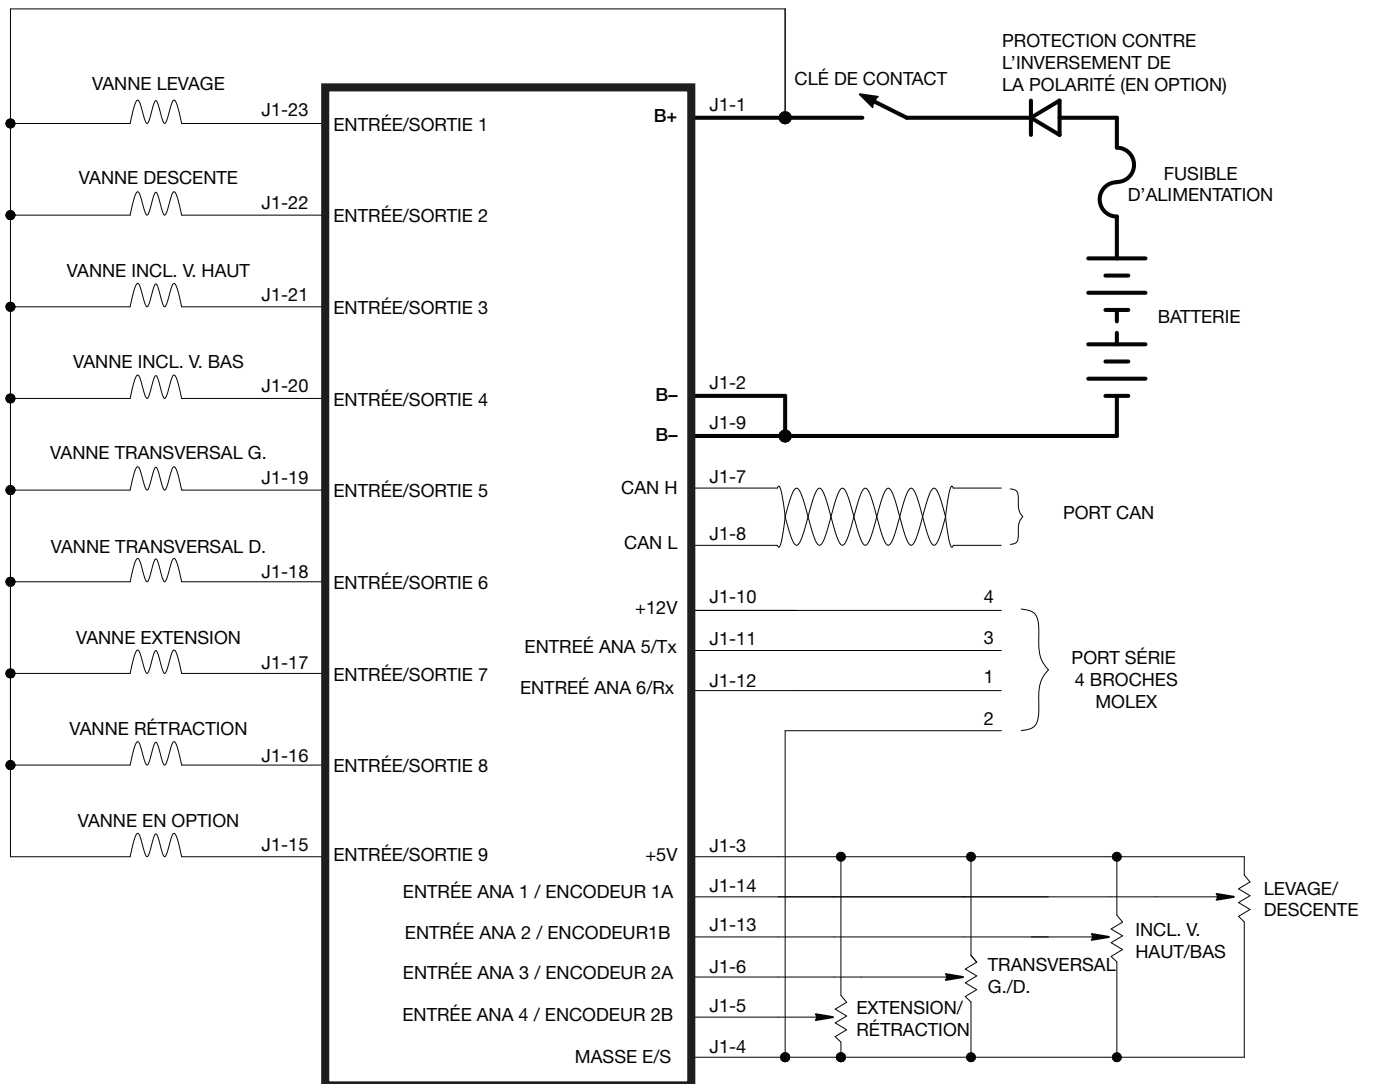 PROTECTION CONTRE
L'INVERSEMENT DE
LA POLARITÉ (EN OPTION)
CLÉ DE CONTACT
FUSIBLE
D'ALIMENTATION
BATTERIE
VANNE LEVAGE
J1-23
ENTRÉE/SORTIE 1
VANNE DESCENTE
J1-22
ENTRÉE/SORTIE 2
VANNE INCL. V. HAUT
J1-21
ENTRÉE/SORTIE 3
VANNE INCL. V. BAS
J1-20
ENTRÉE/SORTIE 4
VANNE TRANSVERSAL G.
J1-19
ENTRÉE/SORTIE 5
VANNE TRANSVERSAL D.
J1-18
ENTRÉE/SORTIE 6
VANNE EXTENSION
J1-17
ENTRÉE/SORTIE 7
VANNE RÉTRACTION
J1-16
ENTRÉE/SORTIE 8
VANNE EN OPTION
J1-15
ENTRÉE/SORTIE 9
B+
J1-1
B–
J1-2
B–
J1-9
CAN H
J1-7
CAN L
J1-8
PORT CAN
+12V
J1-10
4
ENTREÉ ANA 5/Tx
J1-11
3
ENTREÉ ANA 6/Rx
J1-12
1
2
PORT SÉRIE
4 BROCHES
MOLEX
+5V
J1-3
ENTRÉE ANA 1 / ENCODEUR 1A
J1-14
LEVAGE/
DESCENTE
ENTRÉE ANA 2 / ENCODEUR1B
J1-13
INCL. V.
HAUT/BAS
ENTRÉE ANA 3 / ENCODEUR 2A
J1-6
TRANSVERSAL
G./D.
ENTRÉE ANA 4 / ENCODEUR 2B
J1-5
EXTENSION/
RÉTRACTION
MASSE E/S
J1-4